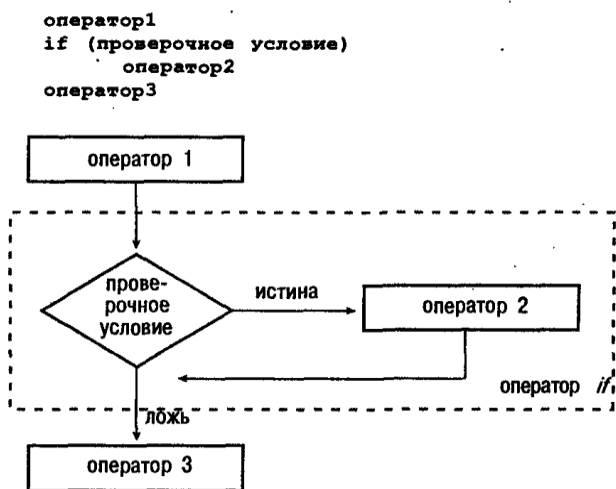 оператор1
if (проверочное условие)
оператор2
оператор3
оператор 1
прове-
рочное
условие
истина
оператор 2
оператор if
ложь
оператор 3